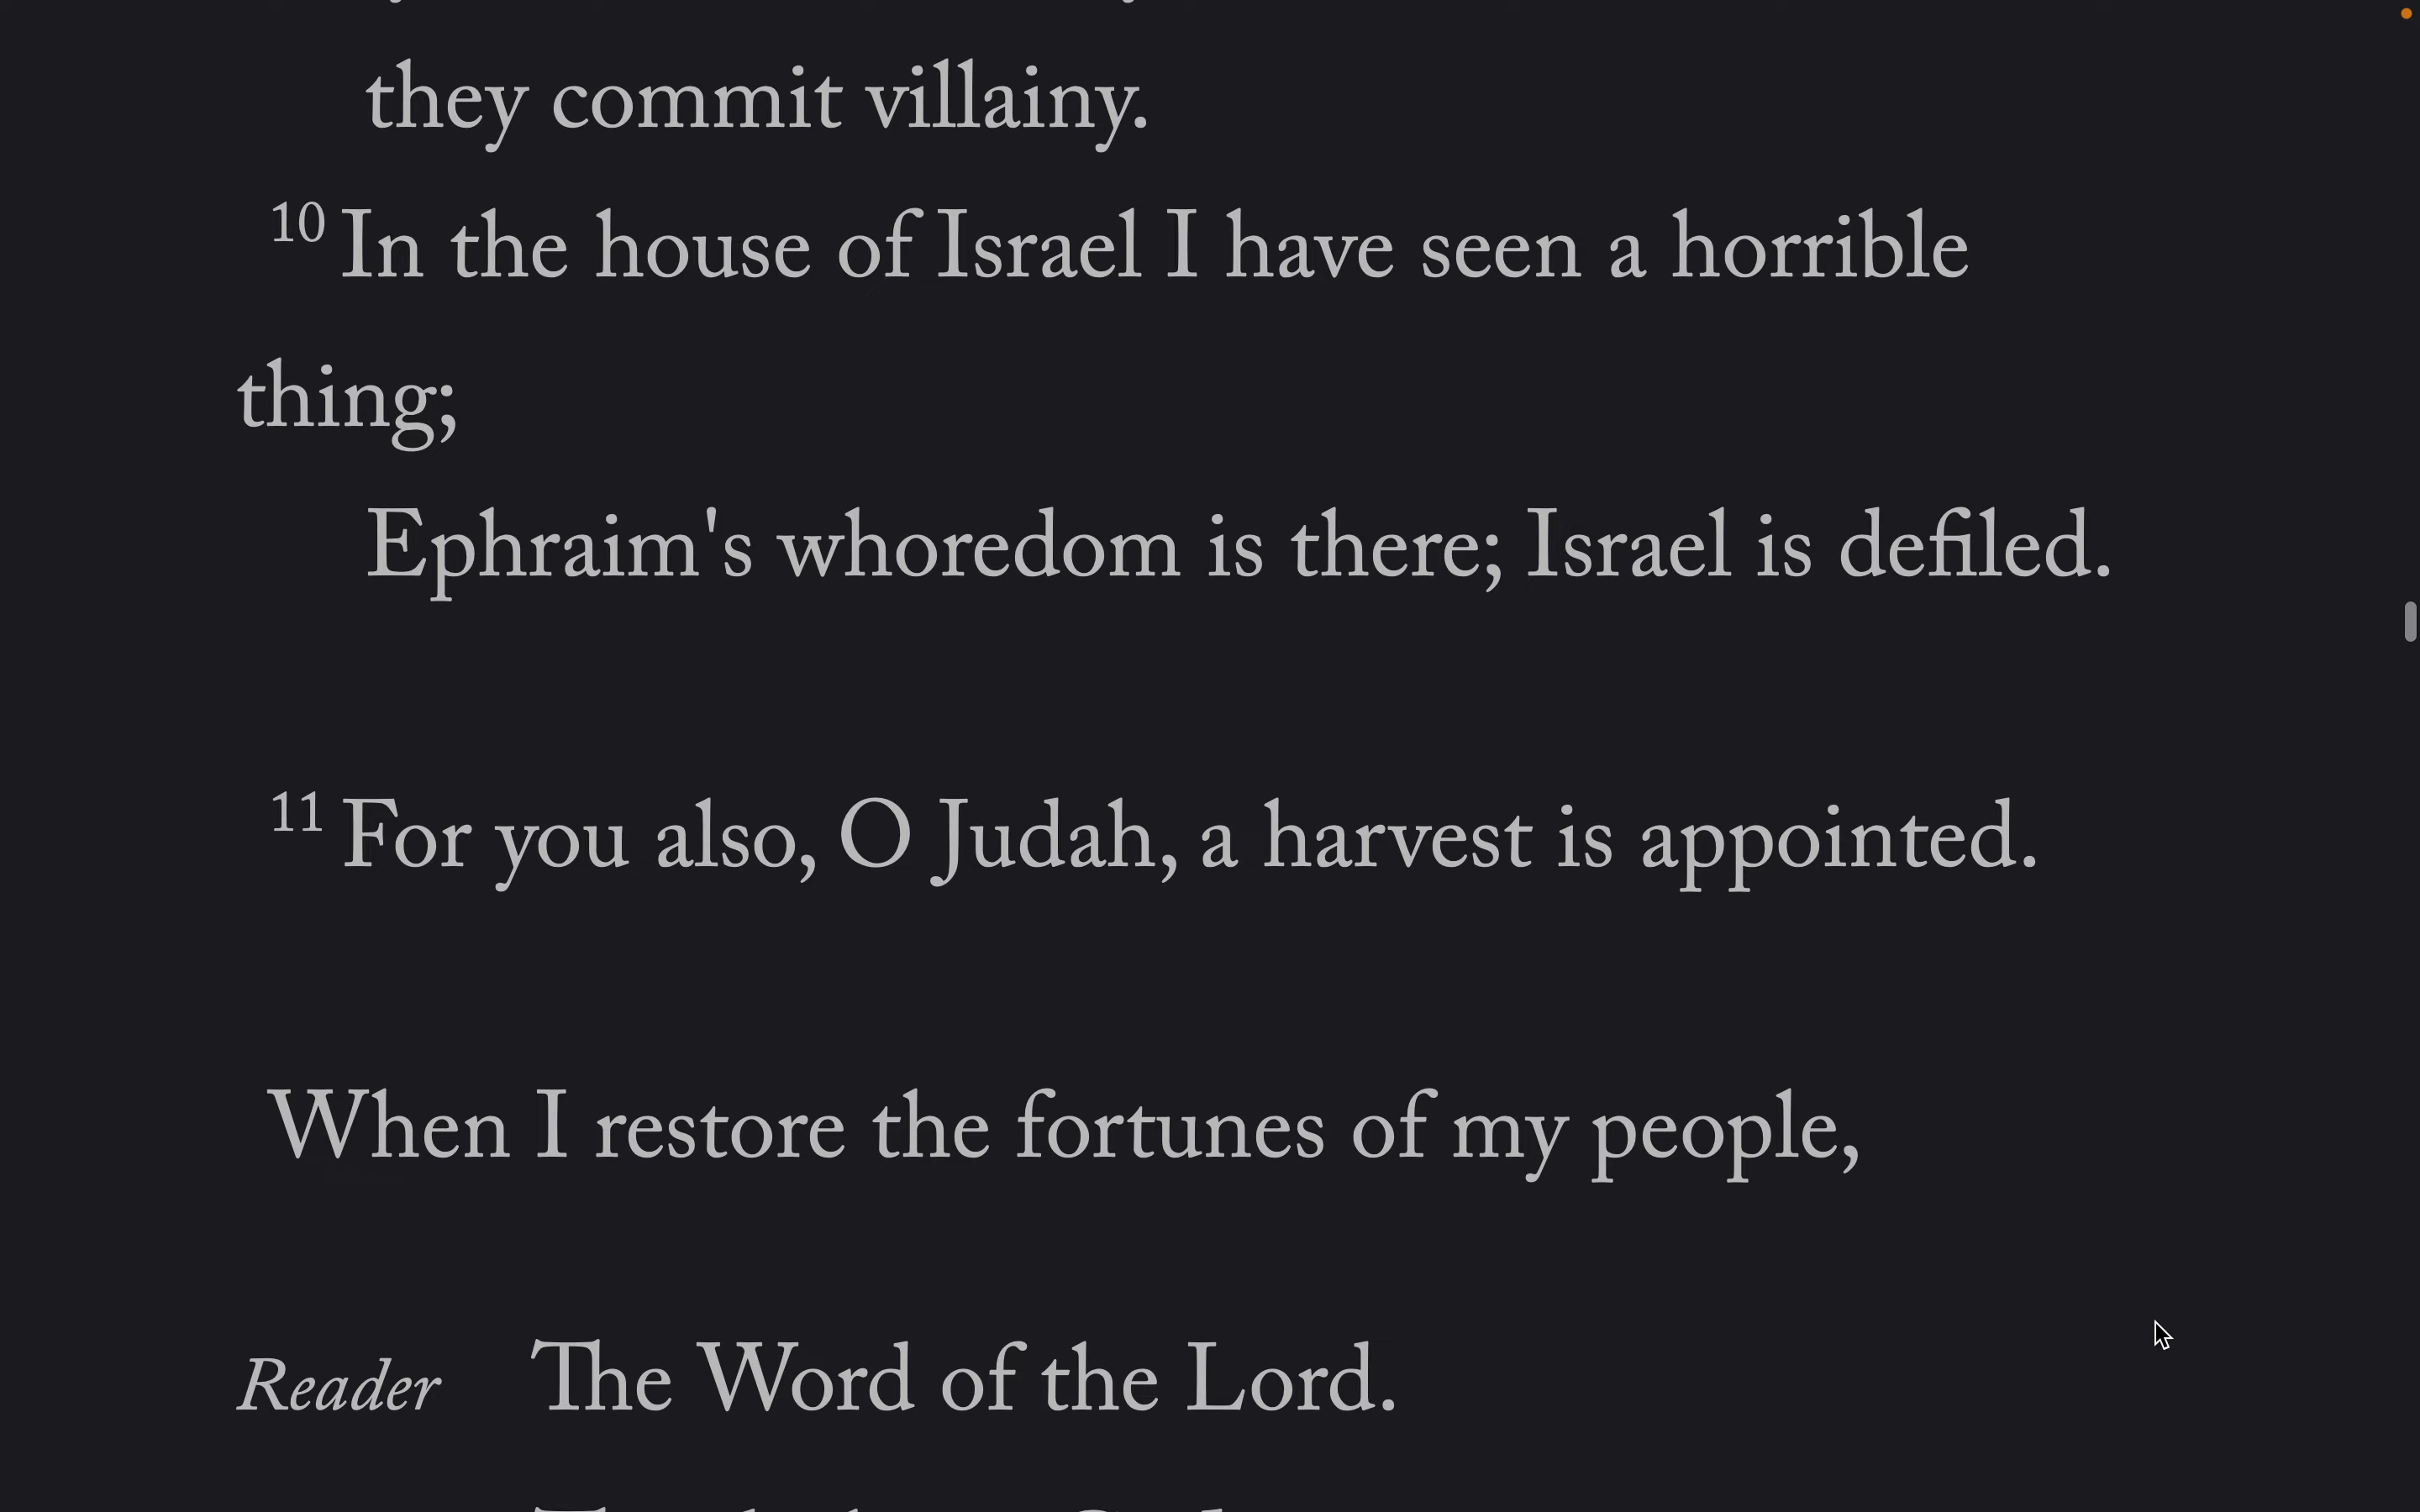 they commit villainy.
10 In the house of Israel I have seen a horrible
thing;
Ephraim's whoredom is there; Israel is defiled.
11 For you also, O Judah, a harvest is appointed.
When I restore the fortunes of my people,
Reader The Word of the Lord.